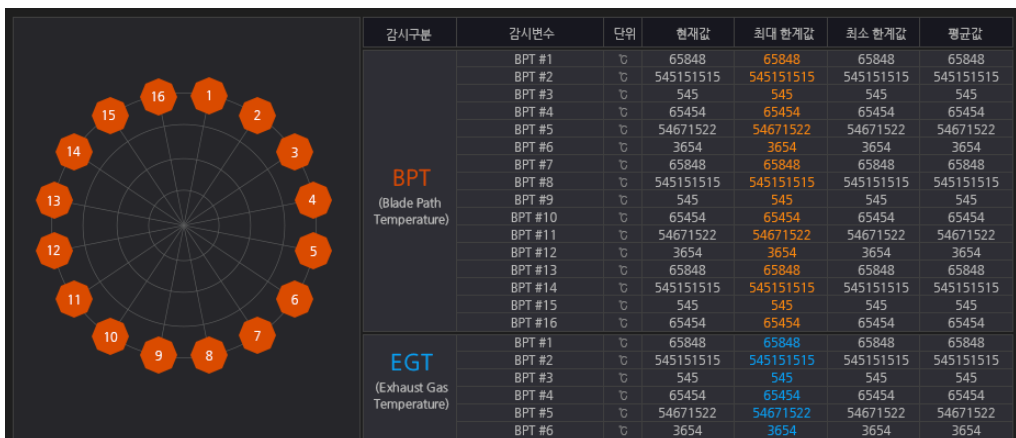 16 1
15 2
14 3
13 4
12 5
11 6
10 7
9 8
감시구분 감시변수 단위 현재값 최대 한계값 최소 한계값 평균값
BPT
(Blade Path
Temperature)
BPT #1 ℃ 65848 65848 65848 65848
BPT #2 ℃ 545151515 545151515 545151515 545151515
BPT #3 ℃ 545 545 545 545
BPT #4 ℃ 65454 65454 65454 65454
BPT #5 ℃ 54671522 54671522 54671522 54671522
BPT #6 ℃ 3654 3654 3654 3654
BPT #7 ℃ 65848 65848 65848 65848
BPT #8 ℃ 545151515 545151515 545151515 545151515
BPT #9 ℃ 545 545 545 545
BPT #10 ℃ 65454 65454 65454 65454
BPT #11 ℃ 54671522 54671522 54671522 54671522
BPT #12 ℃ 3654 3654 3654 3654
BPT #13 ℃ 65848 65848 65848 65848
BPT #14 ℃ 545151515 545151515 545151515 545151515
BPT #15 ℃ 545 545 545 545
BPT #16 ℃ 65454 65454 65454 65454
EGT
(Exhaust Gas
Temperature)
BPT #1 ℃ 65848 65848 65848 65848
BPT #2 ℃ 545151515 545151515 545151515 545151515
BPT #3 ℃ 545 545 545 545
BPT #4 ℃ 65454 65454 65454 65454
BPT #5 ℃ 54671522 54671522 54671522 54671522
BPT #6 ℃ 3654 3654 3654 3654